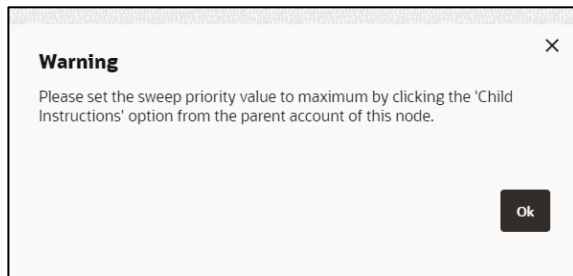 Warning
Please set the sweep priority value to maximum by clicking the 'Child
Instructions' option from the parent account of this node.
Ok